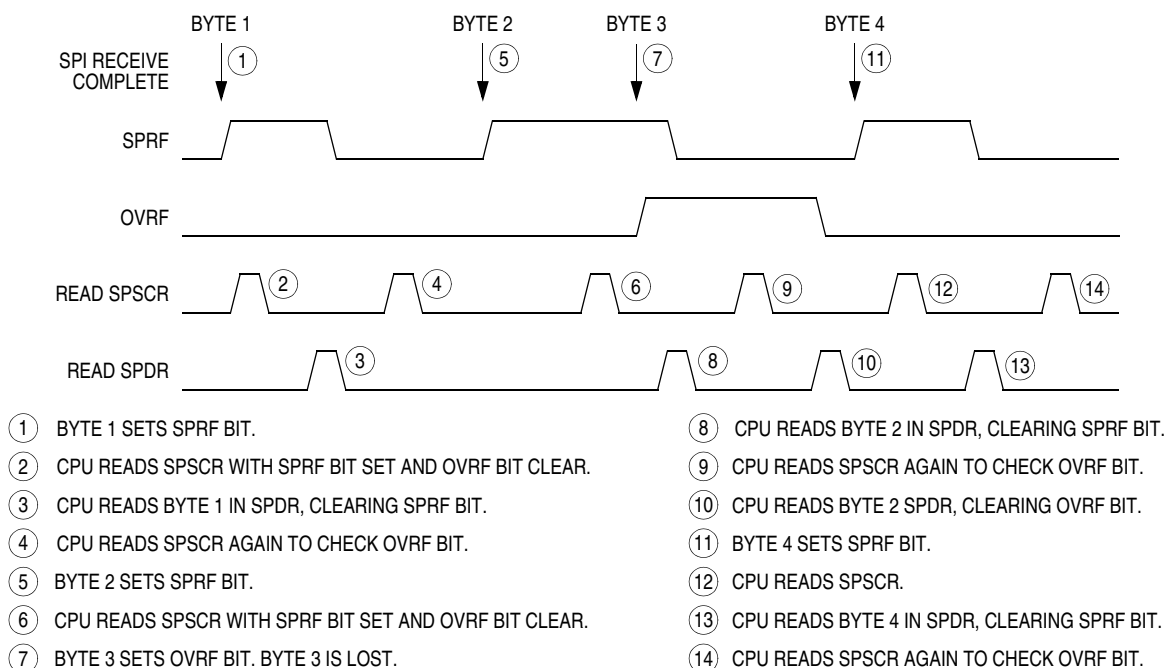 BYTE 1 BYTE 2 BYTE 3 BYTE 4
SPI RECEIVE
COMPLETE
1 5 7 11
SPRF
OVRF
READ SPSCR
2 4 6 9 12 14
READ SPDR
3 8 10 13
1 BYTE 1 SETS SPRF BIT.
2 CPU READS SPSCR WITH SPRF BIT SET AND OVRF BIT CLEAR.
3 CPU READS BYTE 1 IN SPDR, CLEARING SPRF BIT.
4 CPU READS SPSCR AGAIN TO CHECK OVRF BIT.
5 BYTE 2 SETS SPRF BIT.
6 CPU READS SPSCR WITH SPRF BIT SET AND OVRF BIT CLEAR.
7 BYTE 3 SETS OVRF BIT. BYTE 3 IS LOST.
8 CPU READS BYTE 2 IN SPDR, CLEARING SPRF BIT.
9 CPU READS SPSCR AGAIN TO CHECK OVRF BIT.
10 CPU READS BYTE 2 SPDR, CLEARING OVRF BIT.
11 BYTE 4 SETS SPRF BIT.
12 CPU READS SPSCR.
13 CPU READS BYTE 4 IN SPDR, CLEARING SPRF BIT.
14 CPU READS SPSCR AGAIN TO CHECK OVRF BIT.